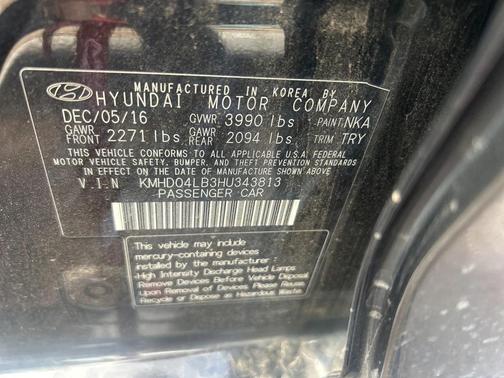 MANUFACTURED IN KOREA BY
HYUNDAI MOTOR COMPANY
DEC/05/16 GVWR 3990 lbs PAINT NKA
GAWR FRONT 2271 lbs GAWR REAR 2094 lbs TRIM TRY
THIS VEHICLE CONFORMS TO ALL APPLICABLE U.S.A. FEDERAL
MOTOR VEHICLE SAFETY BUMPER, AND THEFT PREVENTION STANDARDS
IN EFFECT ON THE DATE OF MANUFACTURE SHOWN ABOVE.
V I N KMHD04LB3HU343813
PASSENGER CAR
This vehicle may include
mercury-containing devices
installed by the manufacturer:
High Intensity Discharge Head Lamps
Remove Devices Before Vehicle Disposal
Upon Removal of Devices. Please Reuse,
Recycle or Dispose as Hazardous Waste.